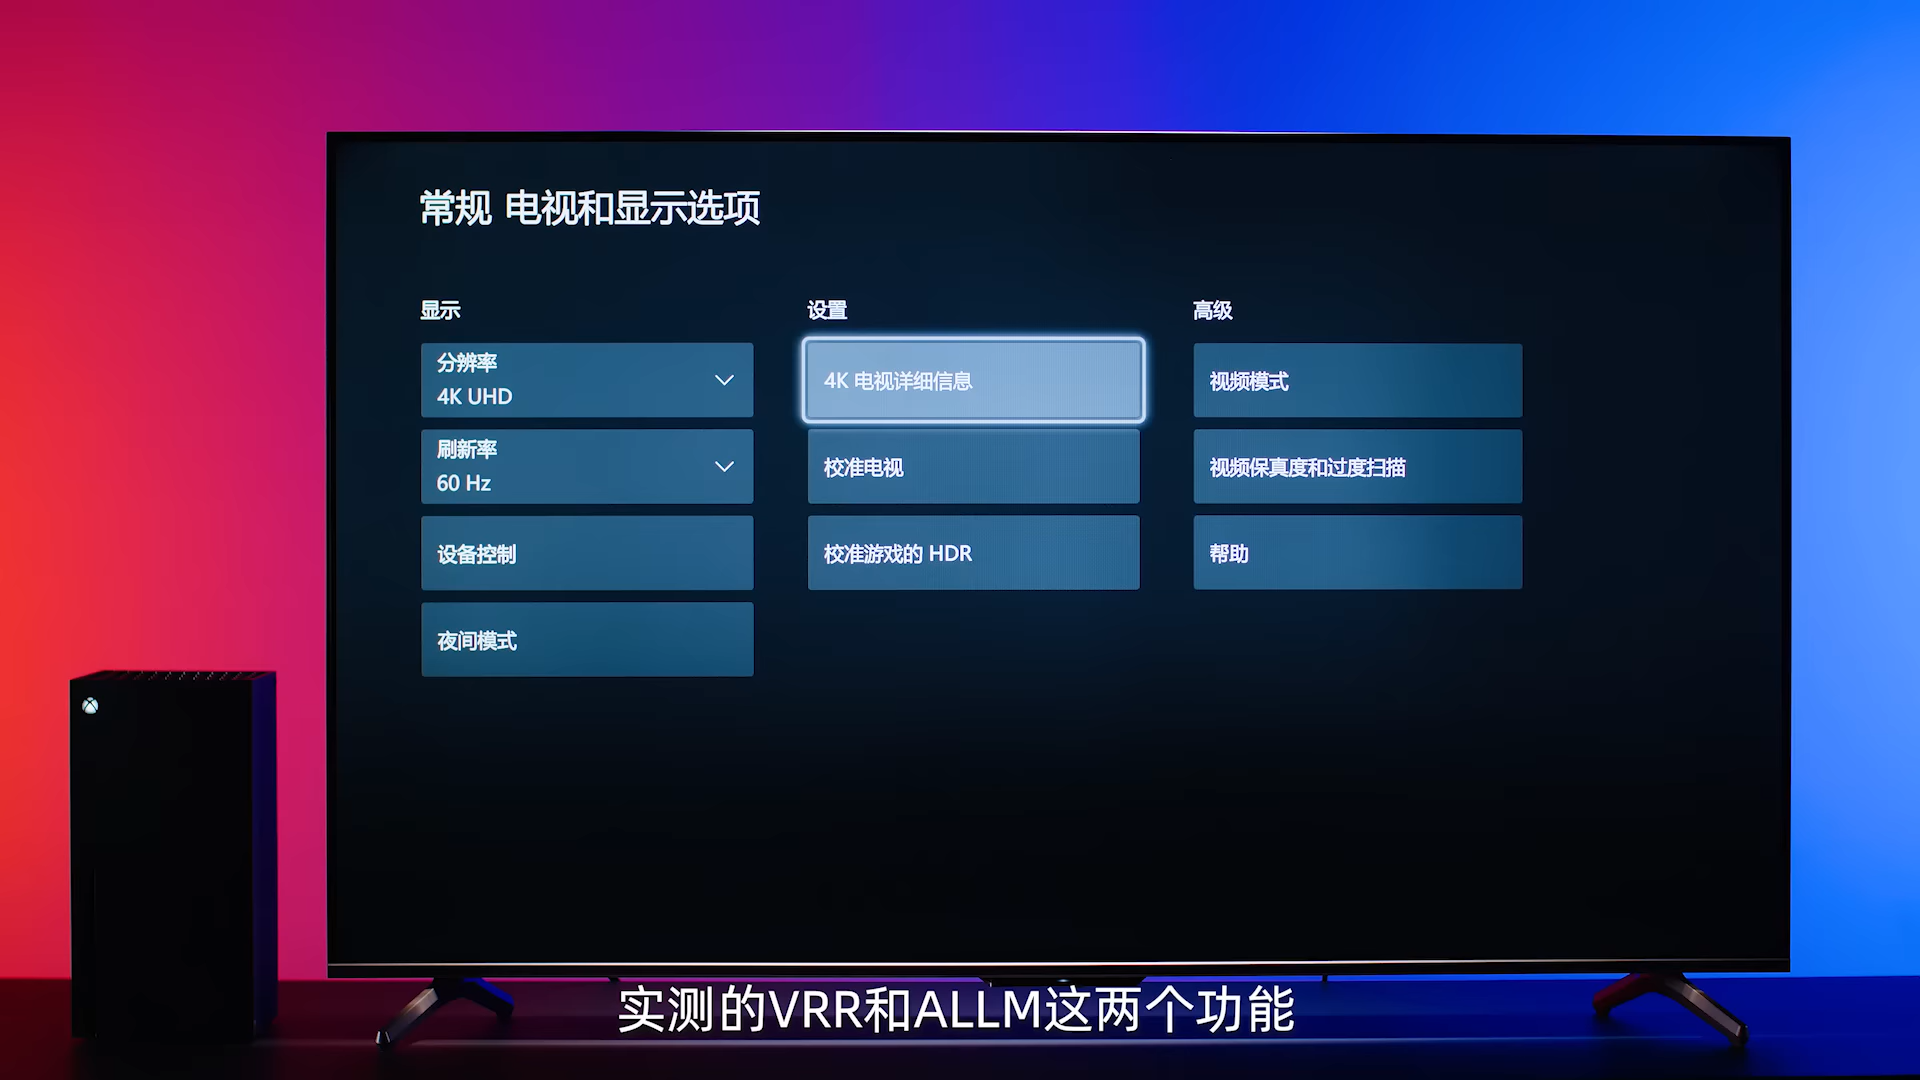 常规 电视和显示选项
显示
分辨率
4K UHD
刷新率
60 Hz
设备控制
夜间模式
设置
4K 电视详细信息
校准电视
校准游戏的 HDR
高级
视频模式
视频保真度和过度扫描
帮助
实测的VRR和ALLM这两个功能